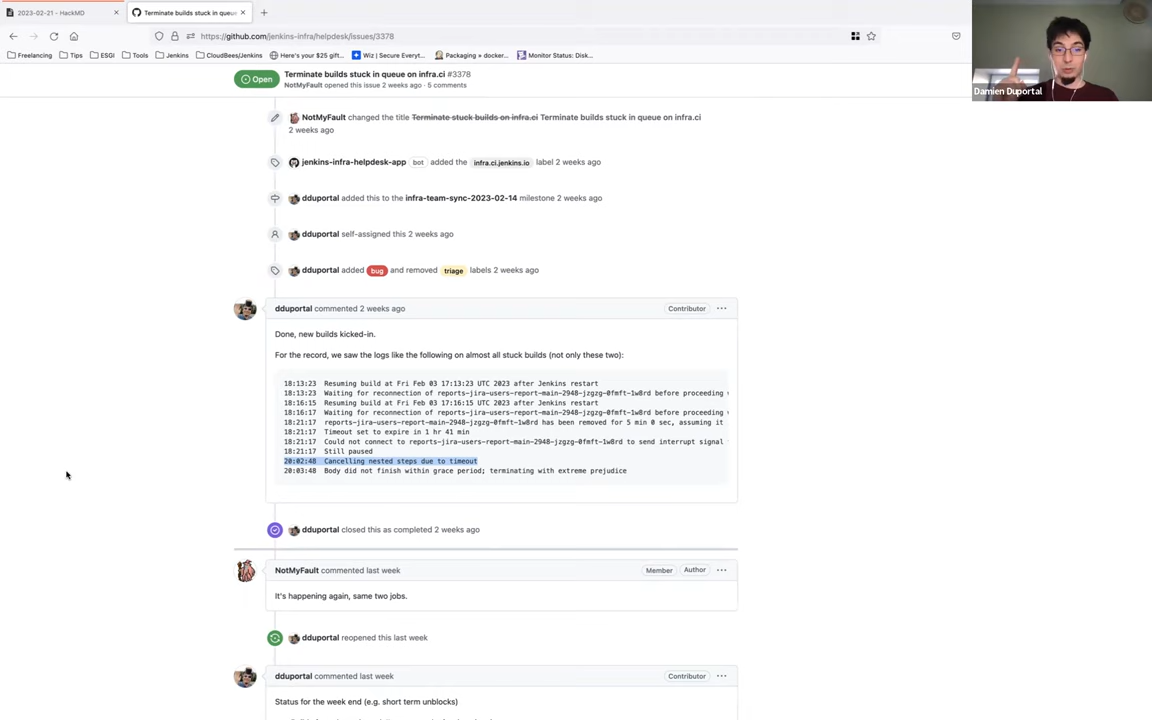 2023-02-21 - HackMD
Terminate builds stuck in queue
https://github.com/jenkins-infra/helpdesk/issues/3378
Freelancing
Tips
ESGI
Tools
Jenkins
CloudBees/Jenkins
Here's your $25 gift...
Wiz | Secure Everyt...
Packaging + docker...
Monitor Status: Disk...
Damien Duportal
Open
Terminate builds stuck in queue on infra.ci #3378
NotMyFault opened this issue 2 weeks ago · 5 comments
NotMyFault changed the title Terminate stuck builds on infra.ci Terminate builds stuck in queue on infra.ci
2 weeks ago
jenkins-infra-helpdesk-app bot added the infra.ci.jenkins.io label 2 weeks ago
dduportal added this to the infra-team-sync-2023-02-14 milestone 2 weeks ago
dduportal self-assigned this 2 weeks ago
dduportal added bug and removed triage labels 2 weeks ago
dduportal commented 2 weeks ago
Contributor
Done, new builds kicked-in.
For the record, we saw the logs like the following on almost all stuck builds (not only these two):
18:13:23 Resuming build at Fri Feb 03 17:13:23 UTC 2023 after Jenkins restart
18:13:23 Waiting for reconnection of reports-jira-users-report-main-2948-jzgzg-0fmft-1w8rd before proceeding
18:16:15 Resuming build at Fri Feb 03 17:16:15 UTC 2023 after Jenkins restart
18:16:17 Waiting for reconnection of reports-jira-users-report-main-2948-jzgzg-0fmft-1w8rd before proceeding
18:21:17 reports-jira-users-report-main-2948-jzgzg-0fmft-1w8rd has been removed for 5 min 0 sec, assuming it
18:21:17 Timeout set to expire in 1 hr 41 min
18:21:17 Could not connect to reports-jira-users-report-main-2948-jzgzg-0fmft-1w8rd to send interrupt signal
18:21:17 Still paused
20:02:48 Cancelling nested steps due to timeout
20:03:48 Body did not finish within grace period; terminating with extreme prejudice
dduportal closed this as completed 2 weeks ago
NotMyFault commented last week
Member
Author
It's happening again, same two jobs.
dduportal reopened this last week
dduportal commented last week
Contributor
Status for the week end (e.g. short term unblocks)